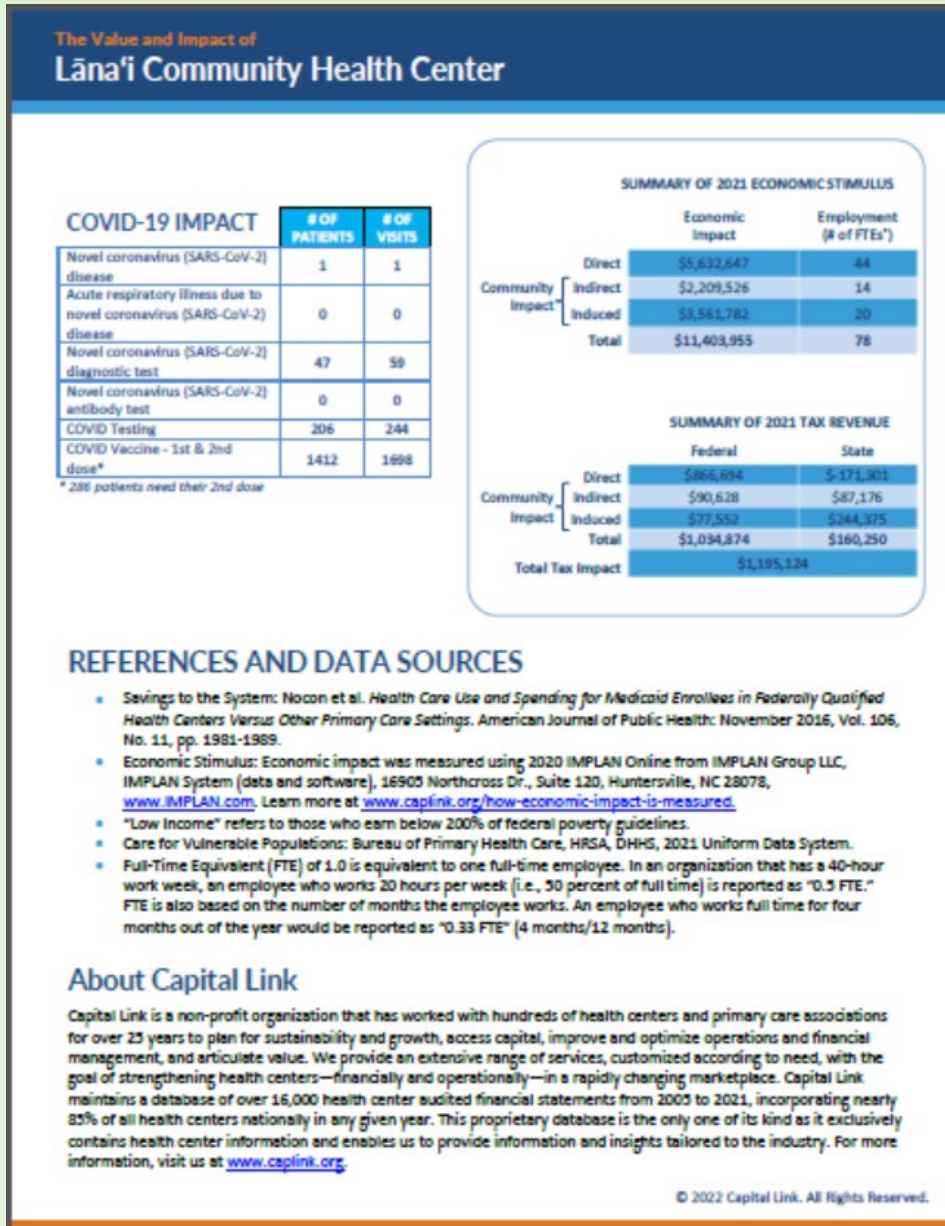 The Value and Impact of
Lāna‘i Community Health Center
COVID-19 IMPACT
# OF PATIENTS # OF VISITS
Novel coronavirus (SARS-CoV-2) disease 1 1
Acute respiratory illness due to novel coronavirus (SARS-CoV-2) disease 0 0
Novel coronavirus (SARS-CoV-2) diagnostic test 47 59
Novel coronavirus (SARS-CoV-2) antibody test 0 0
COVID Testing 206 244
COVID Vaccine - 1st & 2nd dose* 1412 1698
* 286 patients need their 2nd dose
SUMMARY OF 2021 ECONOMIC STIMULUS
Economic Impact Employment (# of FTEs*)
Direct $5,632,647 44
Community Impact
Indirect $2,209,526 14
Induced $3,561,782 20
Total $11,403,955 78
SUMMARY OF 2021 TAX REVENUE
Federal State
Direct $866,694 $-171,301
Community Impact
Indirect $90,628 $87,176
Induced $77,552 $244,375
Total $1,034,874 $160,250
Total Tax Impact $1,195,124
REFERENCES AND DATA SOURCES
• Savings to the System: Nocon et al. Health Care Use and Spending for Medicaid Enrollees in Federally Qualified
Health Centers Versus Other Primary Care Settings. American Journal of Public Health: November 2016, Vol. 106,
No. 11, pp. 1981-1989.
• Economic Stimulus: Economic impact was measured using 2020 IMPLAN Online from IMPLAN Group LLC,
IMPLAN System (data and software), 16905 Northcross Dr., Suite 120, Huntersville, NC 28078,
www.IMPLAN.com. Learn more at www.caplink.org/how-economic-impact-is-measured.
• “Low Income” refers to those who earn below 200% of federal poverty guidelines.
• Care for Vulnerable Populations: Bureau of Primary Health Care, HRSA, DHHS, 2021 Uniform Data System.
• Full-Time Equivalent (FTE) of 1.0 is equivalent to one full-time employee. In an organization that has a 40-hour
work week, an employee who works 20 hours per week (i.e., 50 percent of full time) is reported as “0.5 FTE.”
FTE is also based on the number of months the employee works. An employee who works full time for four
months out of the year would be reported as “0.33 FTE” (4 months/12 months).
About Capital Link
Capital Link is a non-profit organization that has worked with hundreds of health centers and primary care associations
for over 25 years to plan for sustainability and growth, access capital, improve and optimize operations and financial
management, and articulate value. We provide an extensive range of services, customized according to need, with the
goal of strengthening health centers—financially and operationally—in a rapidly changing marketplace. Capital Link
maintains a database of over 16,000 health center audited financial statements from 2005 to 2021, incorporating nearly
85% of all health centers nationally in any given year. This proprietary database is the only one of its kind as it exclusively
contains health center information and enables us to provide information and insights tailored to the industry. For more
information, visit us at www.caplink.org.
© 2022 Capital Link. All Rights Reserved.